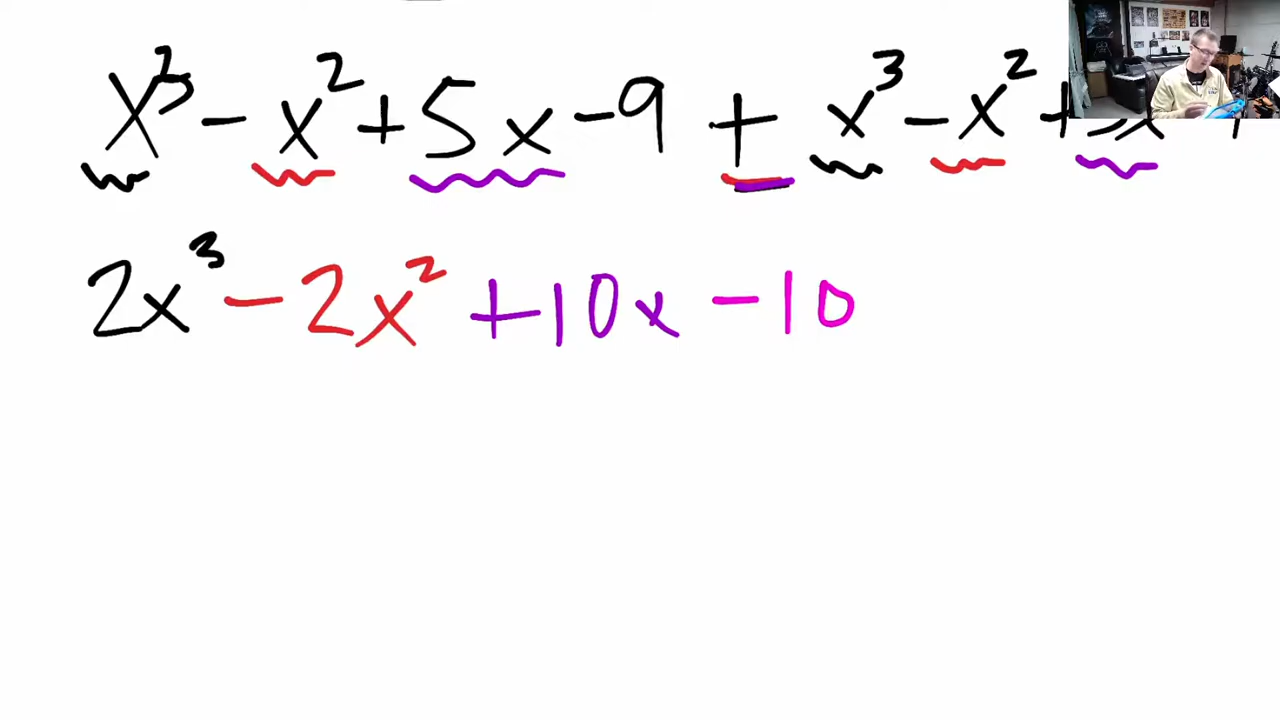 x³ - x² + 5x - 9 + x³ - x² +
2x³ - 2x² + 10x - 10